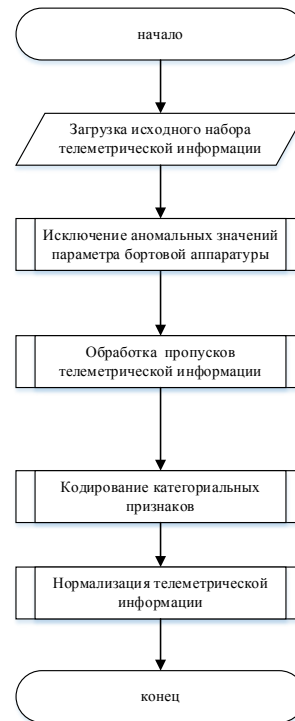 начало
Загрузка исходного набора
телеметрической информации
Исключение аномальных значений
параметра бортовой аппаратуры
Обработка пропусков
телеметрической информации
Кодирование категориальных
признаков
Нормализация телеметрической
информации
конец